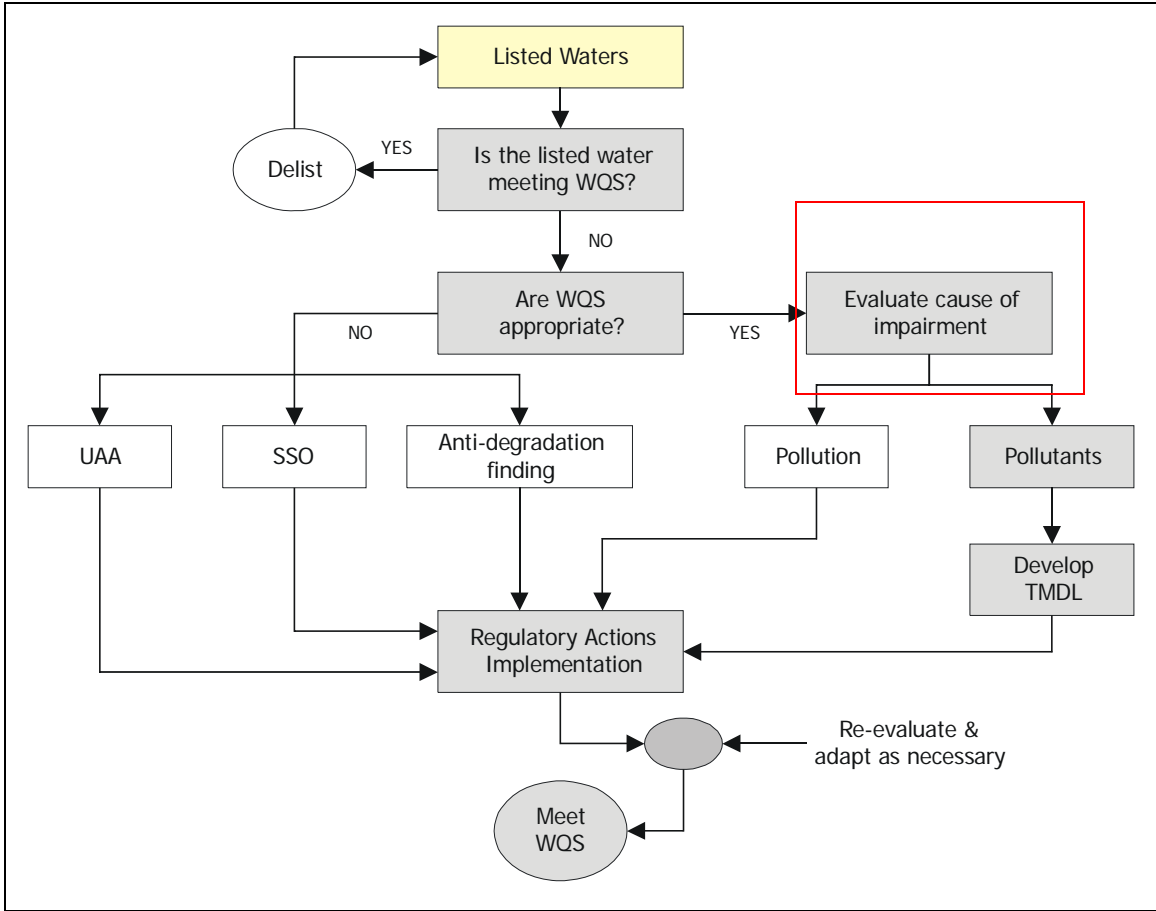 Listed Waters
YES
Delist
Is the listed water
meeting WQS?
NO
Are WQS
appropriate?
NO
YES
Evaluate cause of
impairment
UAA
SSO
Anti-degradation
finding
Pollution
Pollutants
Develop
TMDL
Regulatory Actions
Implementation
Re-evaluate &
adapt as necessary
Meet
WQS